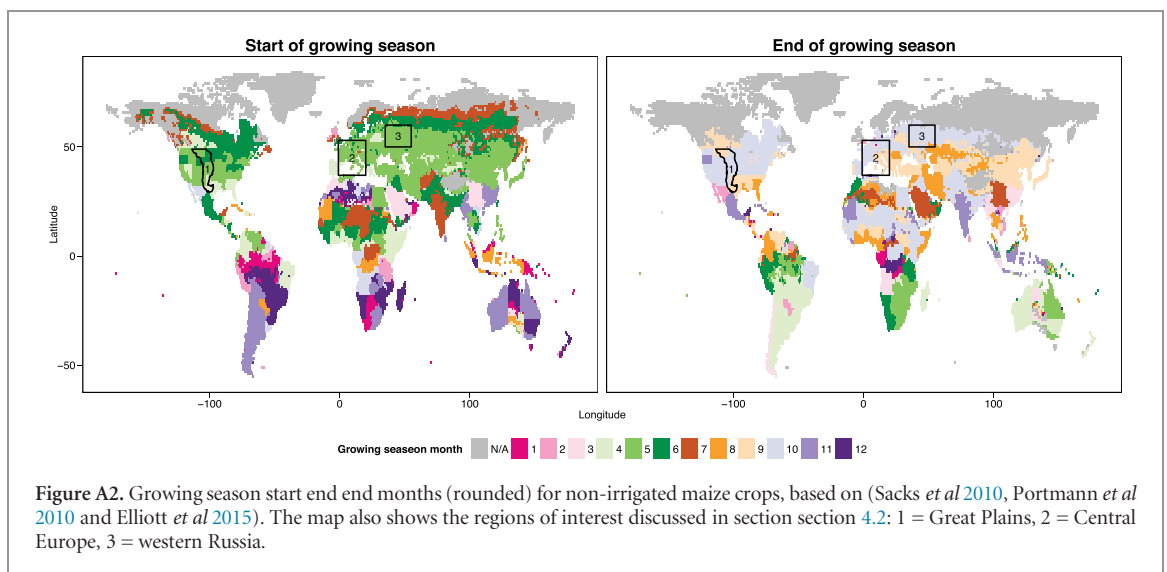 Start of growing season
End of growing season
Latitude
50
0
−50
1
2
3
1
2
3
−100
0
100
−100
0
100
Longitude
Growing seaseon month N/A 1 2 3 4 5 6 7 8 9 10 11 12
Figure A2. Growing season start end end months (rounded) for non-irrigated maize crops, based on (Sacks et al 2010, Portmann et al
2010 and Elliott et al 2015). The map also shows the regions of interest discussed in section section 4.2: 1 = Great Plains, 2 = Central
Europe, 3 = western Russia.